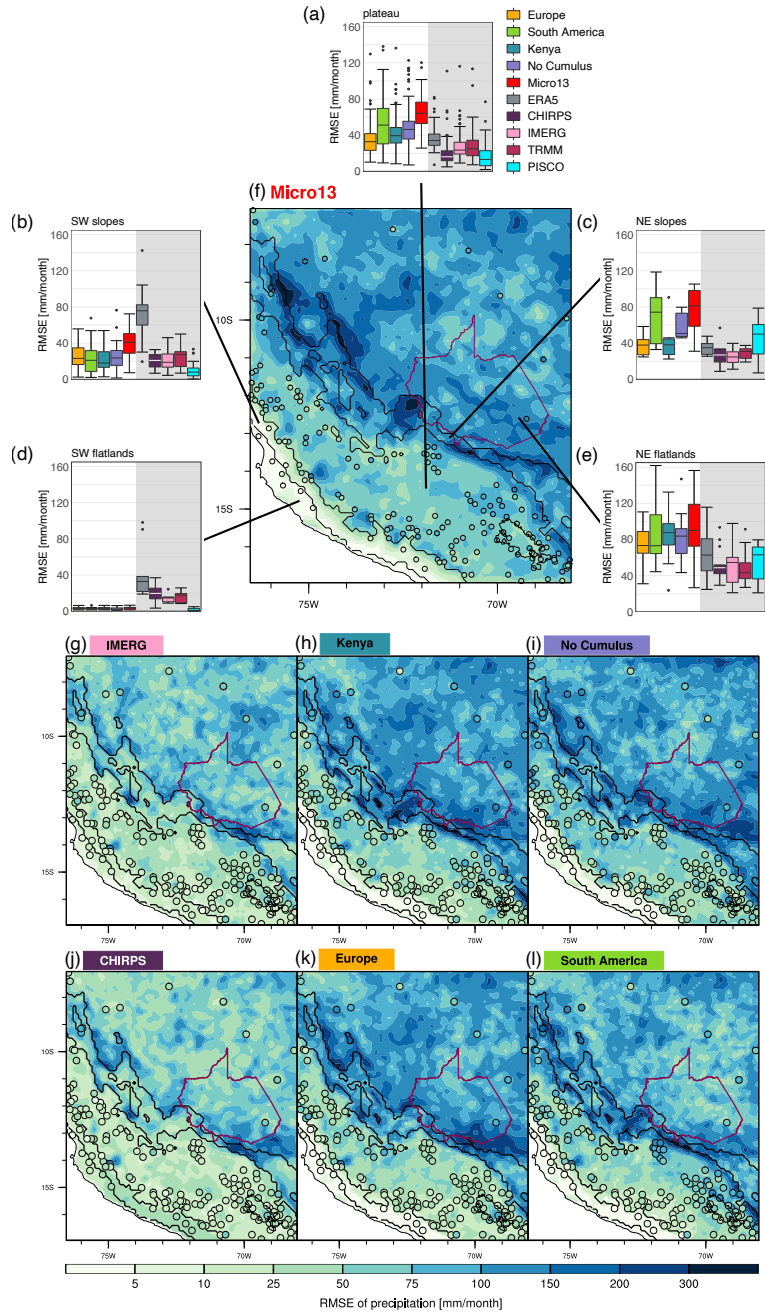 (a) plateau
RMSE [mm/month]
160
120
80
40
0
Europe
South America
Kenya
No Cumulus
Micro13
ERA5
CHIRPS
IMERG
TRMM
PISCO
(b) SW slopes
RMSE [mm/month]
160
120
80
40
0
(f) Micro13
10S
15S
75W
70W
(c) NE slopes
RMSE [mm/month]
160
120
80
40
0
(d) SW flatlands
RMSE [mm/month]
160
120
80
40
0
(e) NE flatlands
RMSE [mm/month]
160
120
80
40
0
(g) IMERG
(h) Kenya
(i) No Cumulus
10S
15S
75W 70W 75W 70W 75W 70W
(j) CHIRPS
(k) Europe
(l) South America
10S
15S
75W 70W 75W 70W 75W 70W
5 10 25 50 75 100 150 200 300
RMSE of precipitation [mm/month]